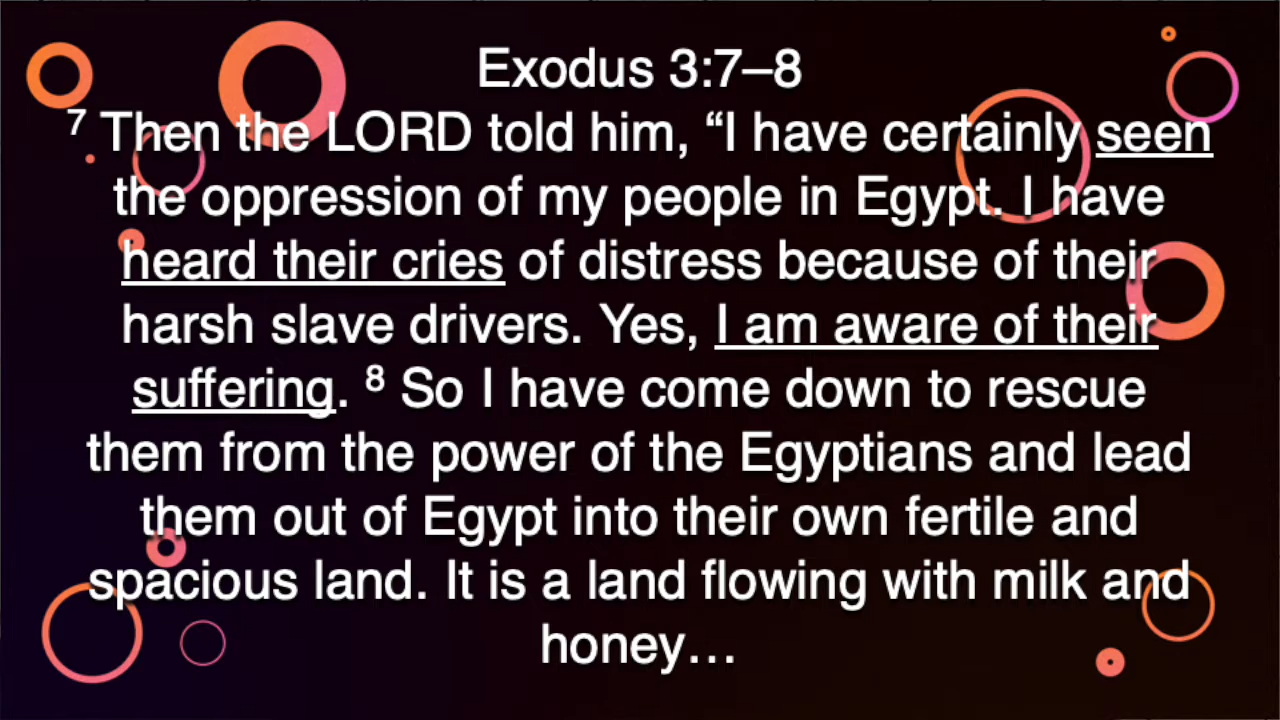 Exodus 3:7–8
⁷ Then the LORD told him, “I have certainly seen
the oppression of my people in Egypt. I have
heard their cries of distress because of their
harsh slave drivers. Yes, I am aware of their
suffering. ⁸ So I have come down to rescue
them from the power of the Egyptians and lead
them out of Egypt into their own fertile and
spacious land. It is a land flowing with milk and
honey…